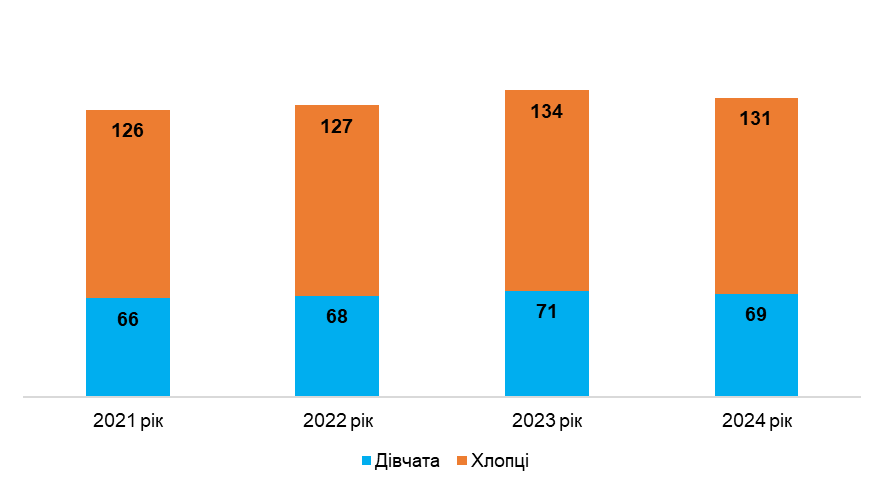 126
127
134
131
66
68
71
69
2021 рік
2022 рік
2023 рік
2024 рік
Дівчата
Хлопці